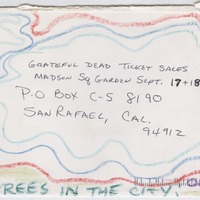 GRATEFUL DEAD TICKET SALES
MADSON SQ GARDEN SEPT. 17+18
P.O BOX C-S 8190
SAN RAFAEL, CAL.
94912
TREES IN THE CITY.